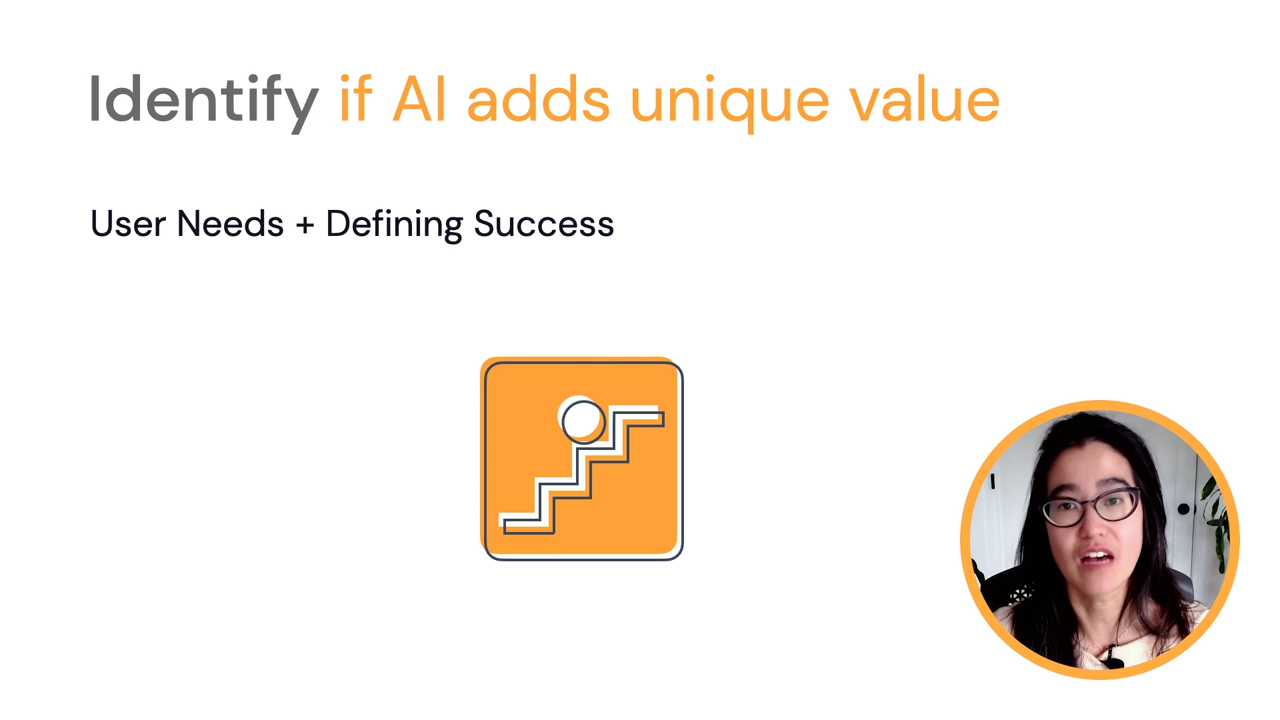 Identify if AI adds unique value
User Needs + Defining Success